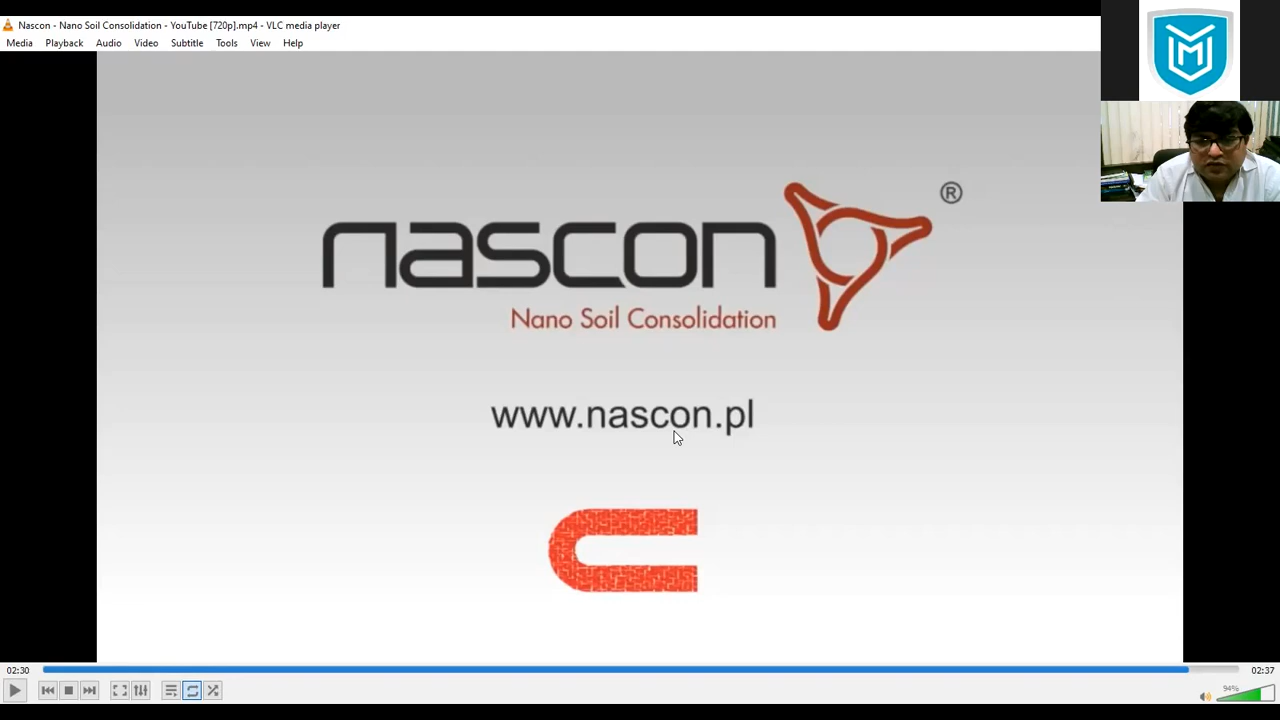 Nascon - Nano Soil Consolidation - YouTube [720p].mp4 - VLC media player
Media Playback Audio Video Subtitle Tools View Help
nascon ®
Nano Soil Consolidation
www.nascon.pl
02:30
02:37
94%